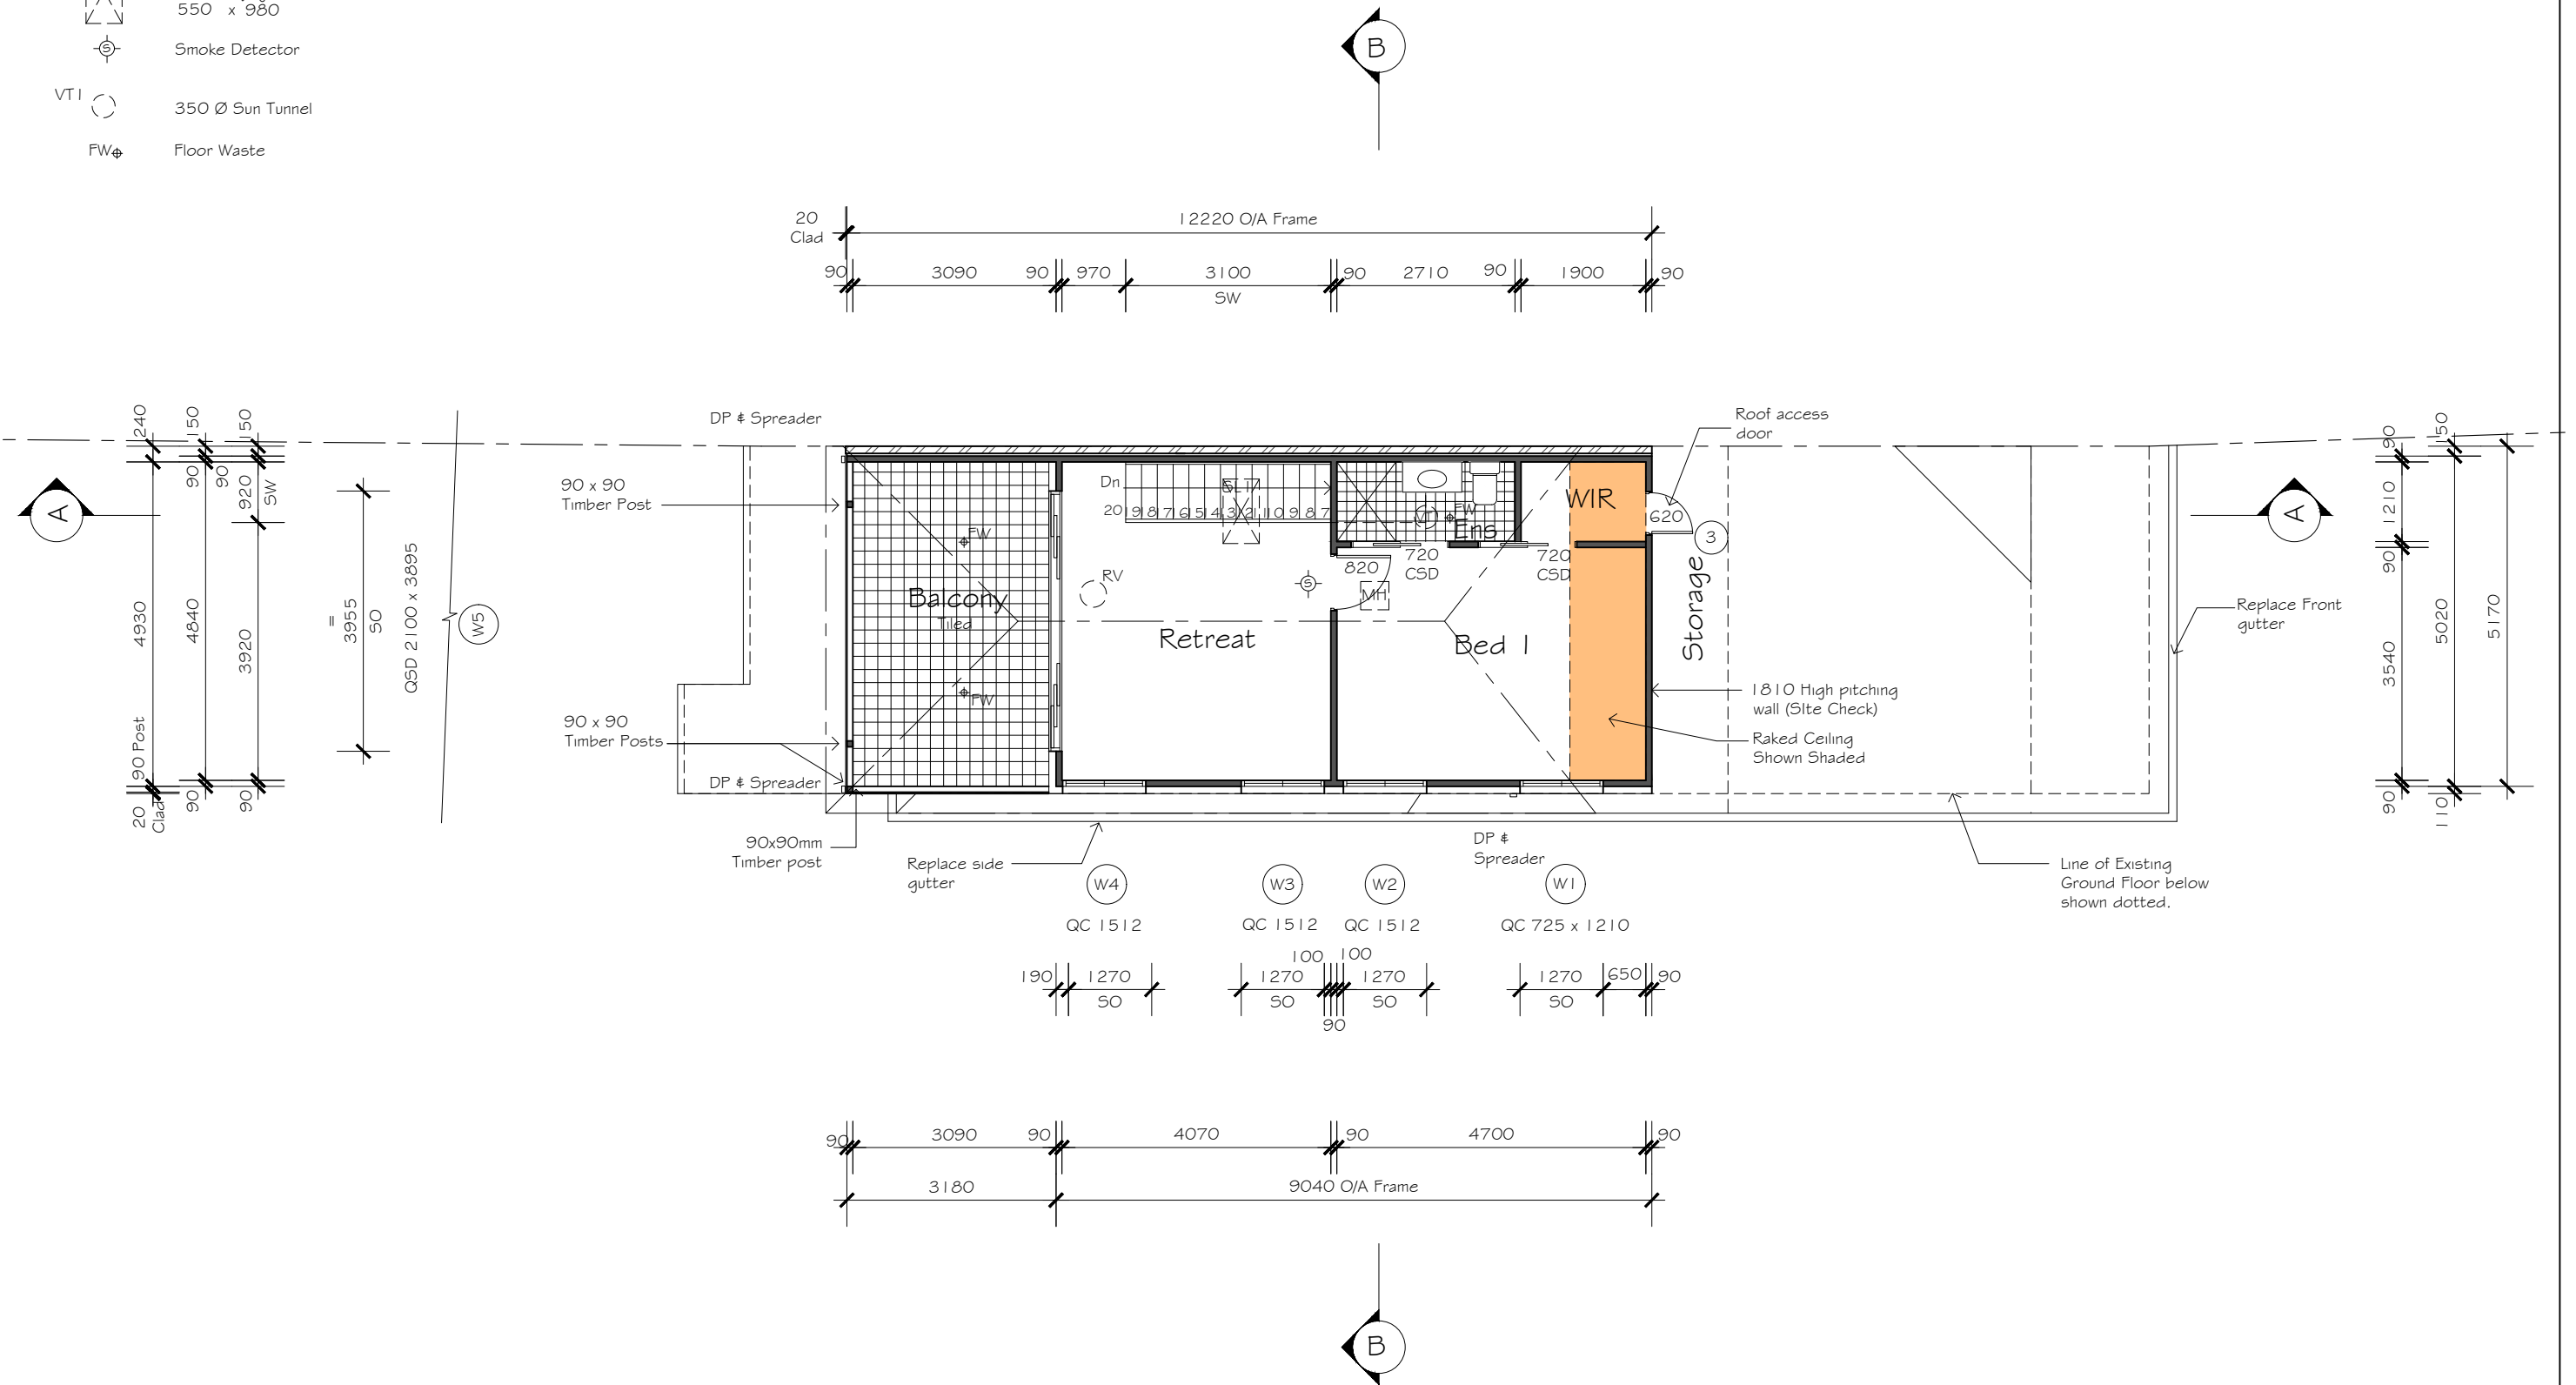 550 x 980
Smoke Detector
VT1
350 Ø Sun Tunnel
FW
Floor Waste
B
20
Clad
12220 O/A Frame
90
3090
90
970
3100
90
2710
90
1900
90
SW
240
150
150
DP & Spreader
Roof access
door
90
150
A
90
90
920
SW
90 x 90
Timber Post
Dn
SL1
20 19 18 17 16 15 14 13 12 11 10 9 8 7
VT
FW
Ens
WIR
620
3
1210
A
FW
720
CSD
720
CSD
820
MH
RV
Balcony
Tiled
Retreat
Bed 1
Storage
90
4930
4840
3920
=
3955
SO
QSD 2100 x 3895
W5
Replace Front
gutter
3540
5020
5170
FW
1810 High pitching
wall (SIte Check)
90 x 90
Timber Posts
Raked Ceiling
Shown Shaded
90 Post
20
Clad
90
90
DP & Spreader
90
110
90x90mm
Timber post
Replace side
gutter
DP &
Spreader
Line of Existing
Ground Floor below
shown dotted.
W4
W3
W2
W1
QC 1512
QC 1512
QC 1512
QC 725 x 1210
190
1270
SO
1270
SO
100
100
90
1270
SO
1270
SO
650
90
90
3090
90
4070
90
4700
90
3180
9040 O/A Frame
B